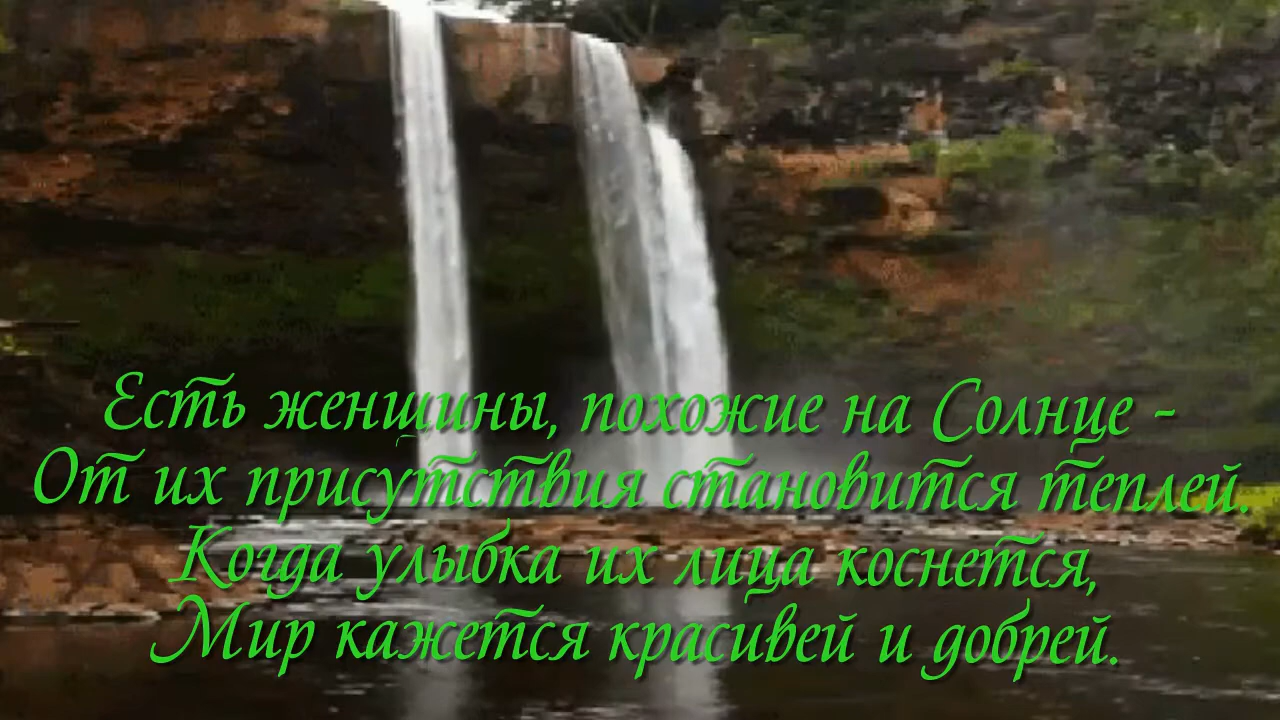 Есть женщины, похожие на Солнце -
От их присутствия становится теплей.
Когда улыбка их лица коснется,
Мир кажется красивей и добрей.